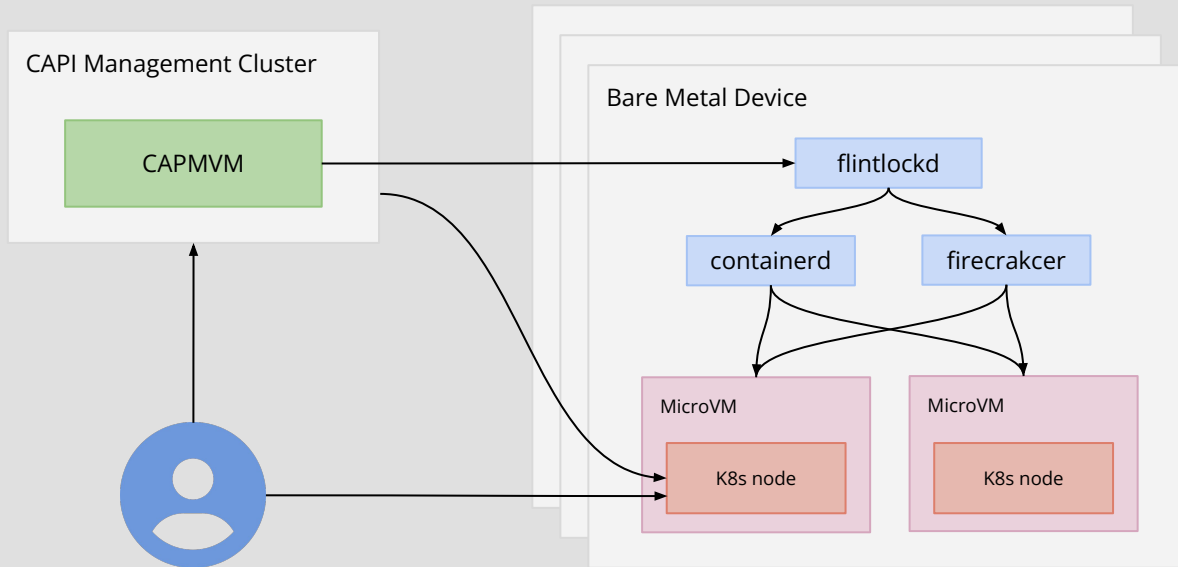 CAPI Management Cluster
CAPMVM
Bare Metal Device
flintlockd
containerd
firecrakcer
MicroVM
K8s node
MicroVM
K8s node